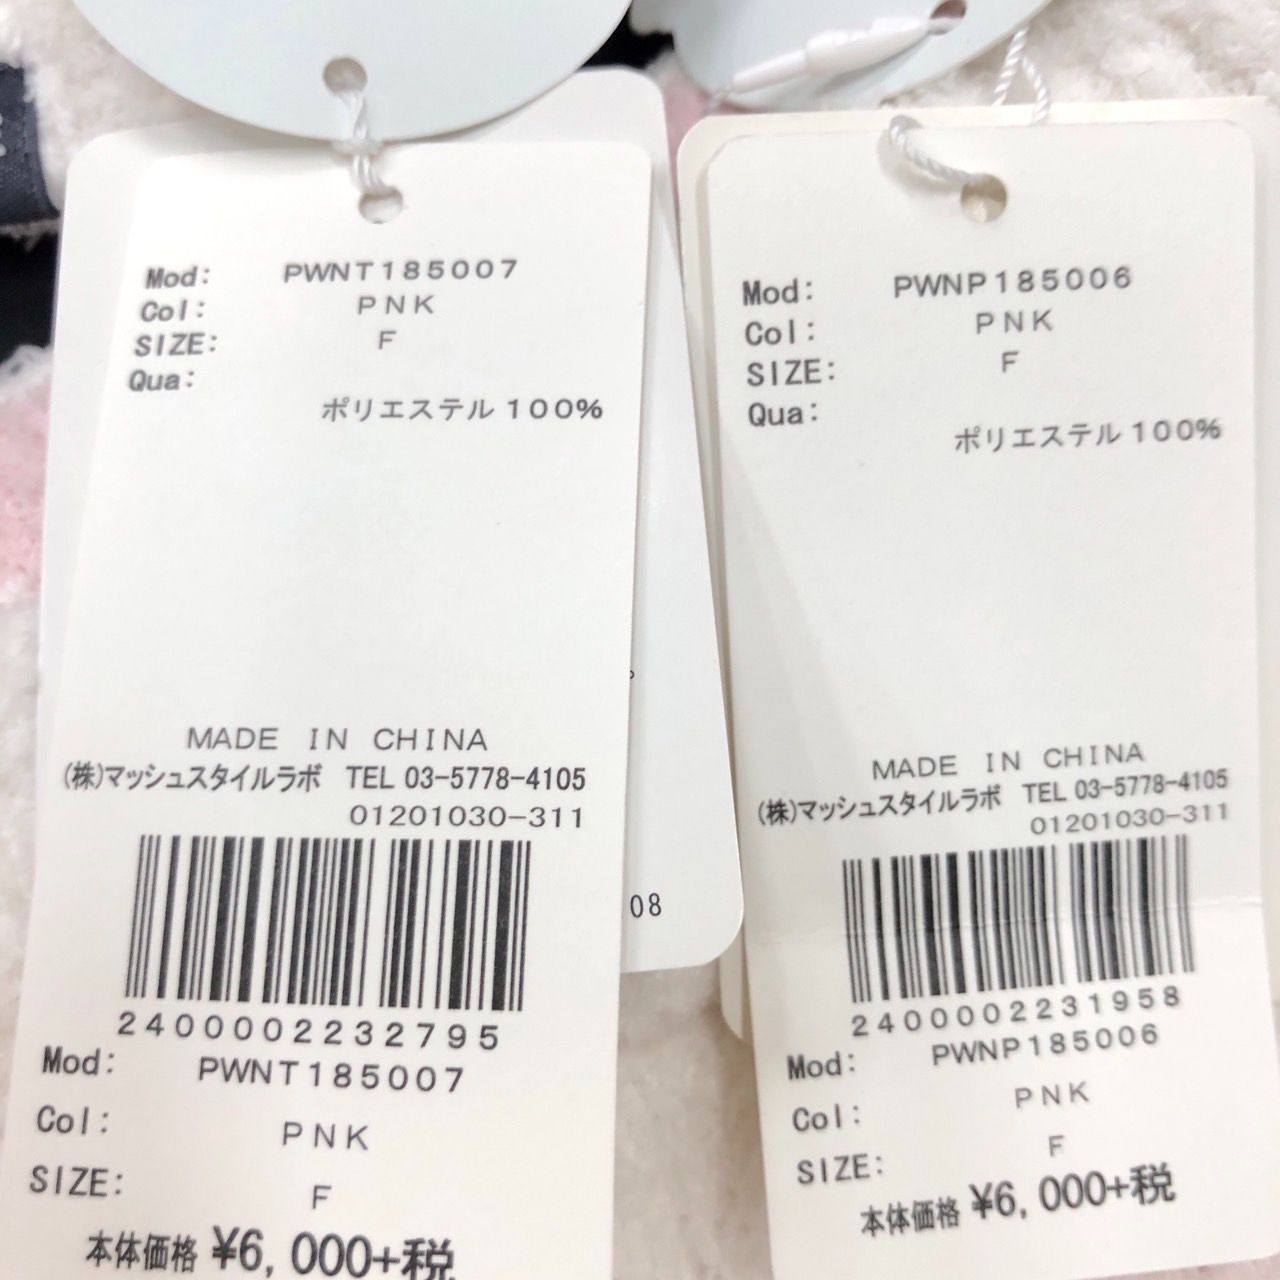 Mod: PWNT185007
Col: PNK
SIZE: F
Qua:
ポリエステル100%
MADE IN CHINA
(株)マッシュスタイルラボ TEL 03-5778-4105
01201030-311
2400002232795
Mod: PWNT185007
Col: PNK
SIZE: F
本体価格 ¥6,000+税
08
Mod: PWNP185006
Col: PNK
SIZE: F
Qua:
ポリエステル100%
MADE IN CHINA
(株)マッシュスタイルラボ TEL 03-5778-4105
01201030-311
2400002231958
Mod: PWNP185006
Col: PNK
SIZE: F
本体価格 ¥6,000+税